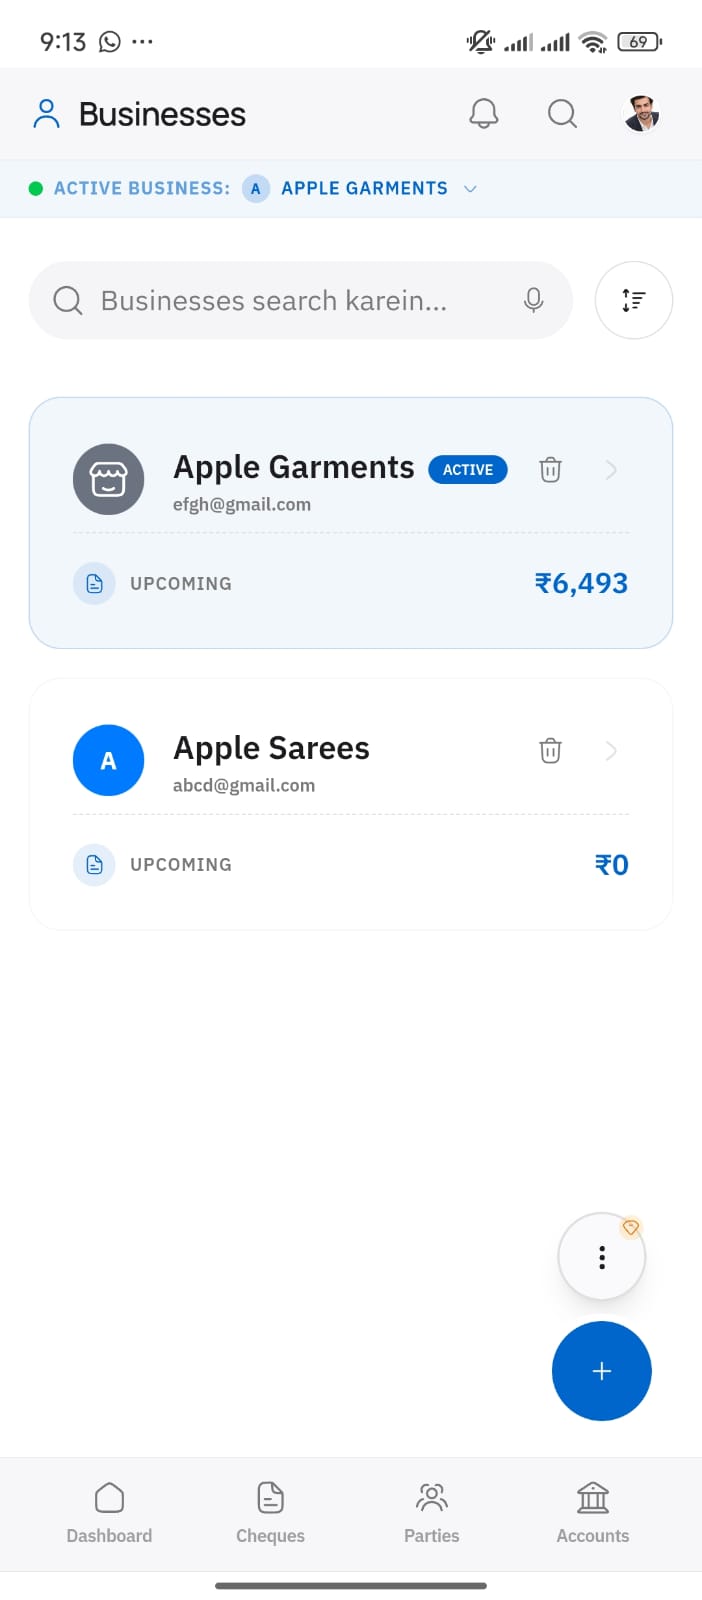 9:13
69
Businesses
ACTIVE BUSINESS: A APPLE GARMENTS
Businesses search karein...
Apple Garments ACTIVE
efgh@gmail.com
UPCOMING ₹6,493
A Apple Sarees
abcd@gmail.com
UPCOMING ₹0
Dashboard Cheques Parties Accounts